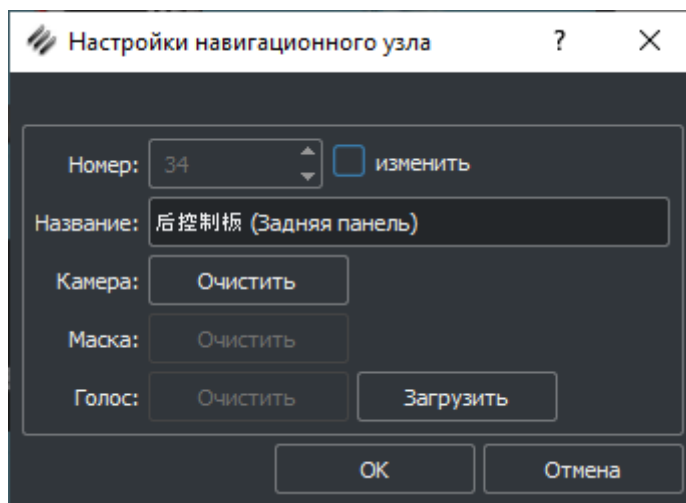 Настройки навигационного узла ?
Номер: 34 изменить
Название: 后控制板 (Задняя панель)
Камера: Очистить
Маска: Очистить
Голос: Очистить Загрузить
OK Отмена